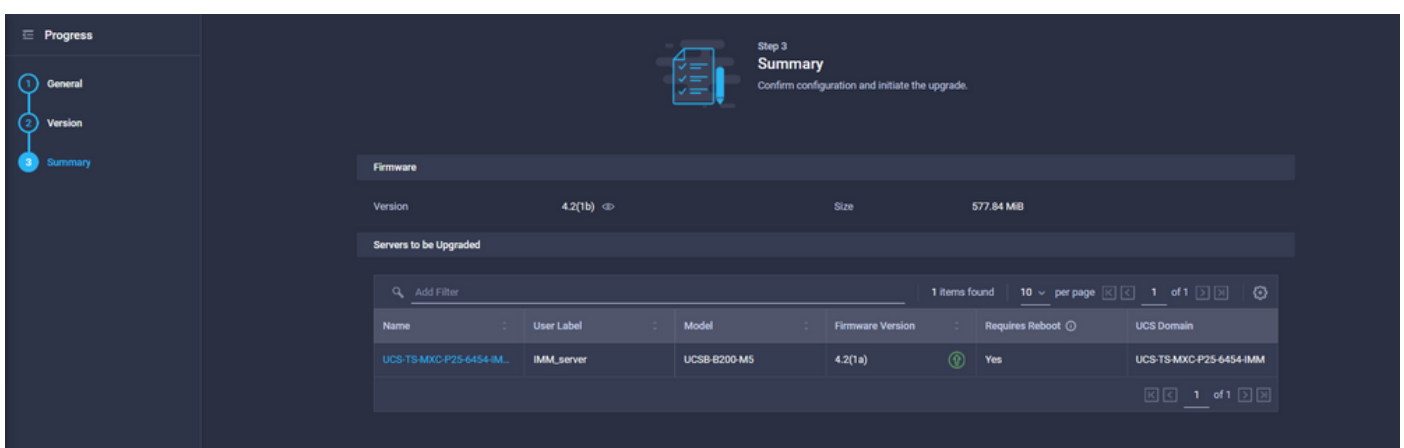 Progress
1 General
2 Version
3 Summary
Step 3
Summary
Confirm configuration and initiate the upgrade.
Firmware
Version 4.2(1b) Size 577.84 MiB
Servers to be Upgraded
Add Filter 1 items found 10 per page 1 of 1
Name User Label Model Firmware Version Requires Reboot UCS Domain
UCS-TS-MXC-P25-6454-IM... IMM_server UCSB-B200-M5 4.2(1a) Yes UCS-TS-MXC-P25-6454-IMM
1 of 1